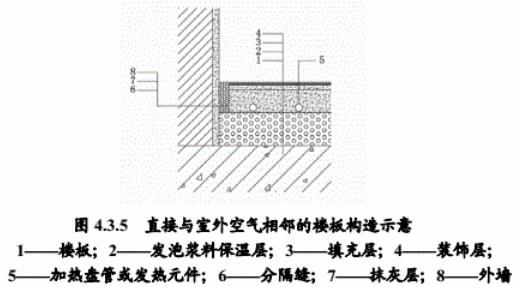 4
3
2
1
5
8
7
6
图 4.3.5 直接与室外空气相邻的楼板构造示意
1——楼板；2——发泡浆料保温层；3——填充层；4——装饰层；
5——加热盘管或发热元件；6——分隔缝；7——抹灰层；8——外墙